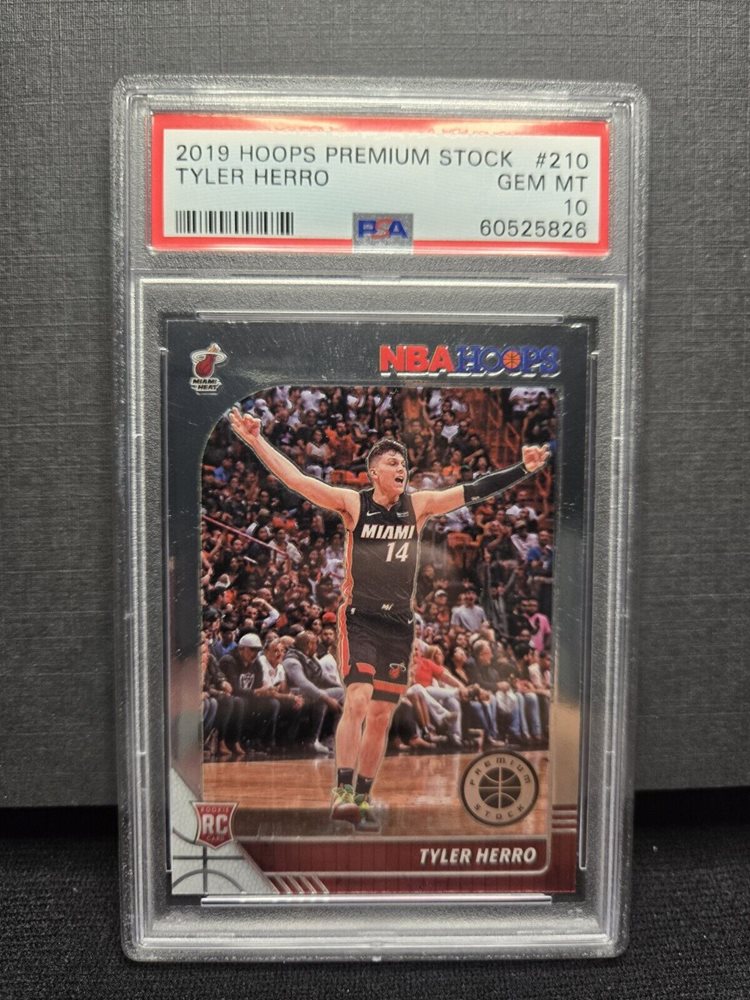 2019 HOOPS PREMIUM STOCK #210
TYLER HERRO GEM MT
10
PSA 60525826
MIAMI HEAT
NBA HOOPS
MIAMI
14
PREMIUM STOCK
ROOKIE
RC
CARD
TYLER HERRO